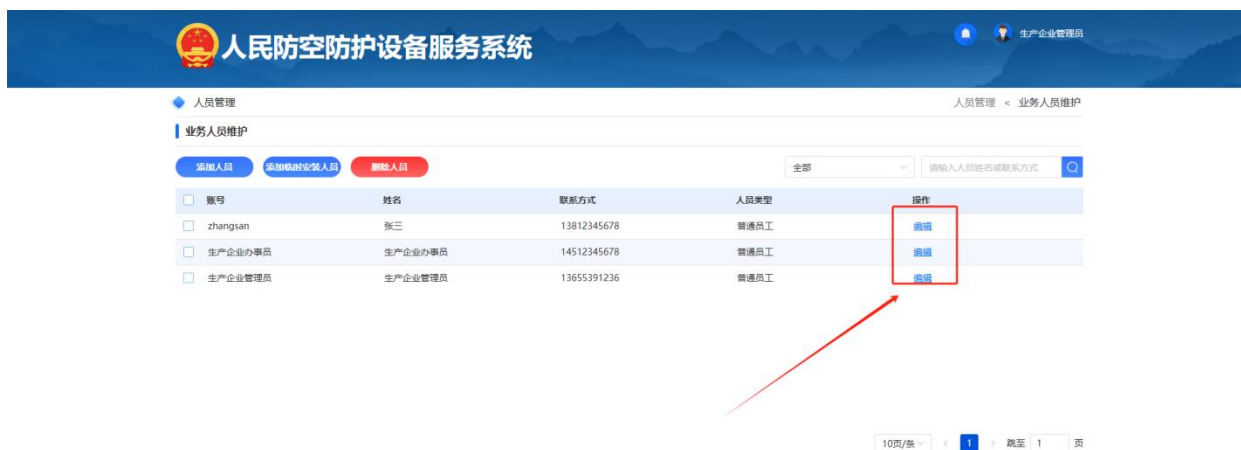 人民防空防护设备服务系统
生产企业管理员
人员管理
人员管理 < 业务人员维护
业务人员维护
添加人员 添加临时安装人员 删除人员 全部 请输入人员姓名或联系方式
账号 姓名 联系方式 人员类型 操作
zhangsan 张三 13812345678 普通员工 编辑
生产企业办事员 生产企业办事员 14512345678 普通员工 编辑
生产企业管理员 生产企业管理员 13655391236 普通员工 编辑
10页/条 < 1 > 跳至 1 页